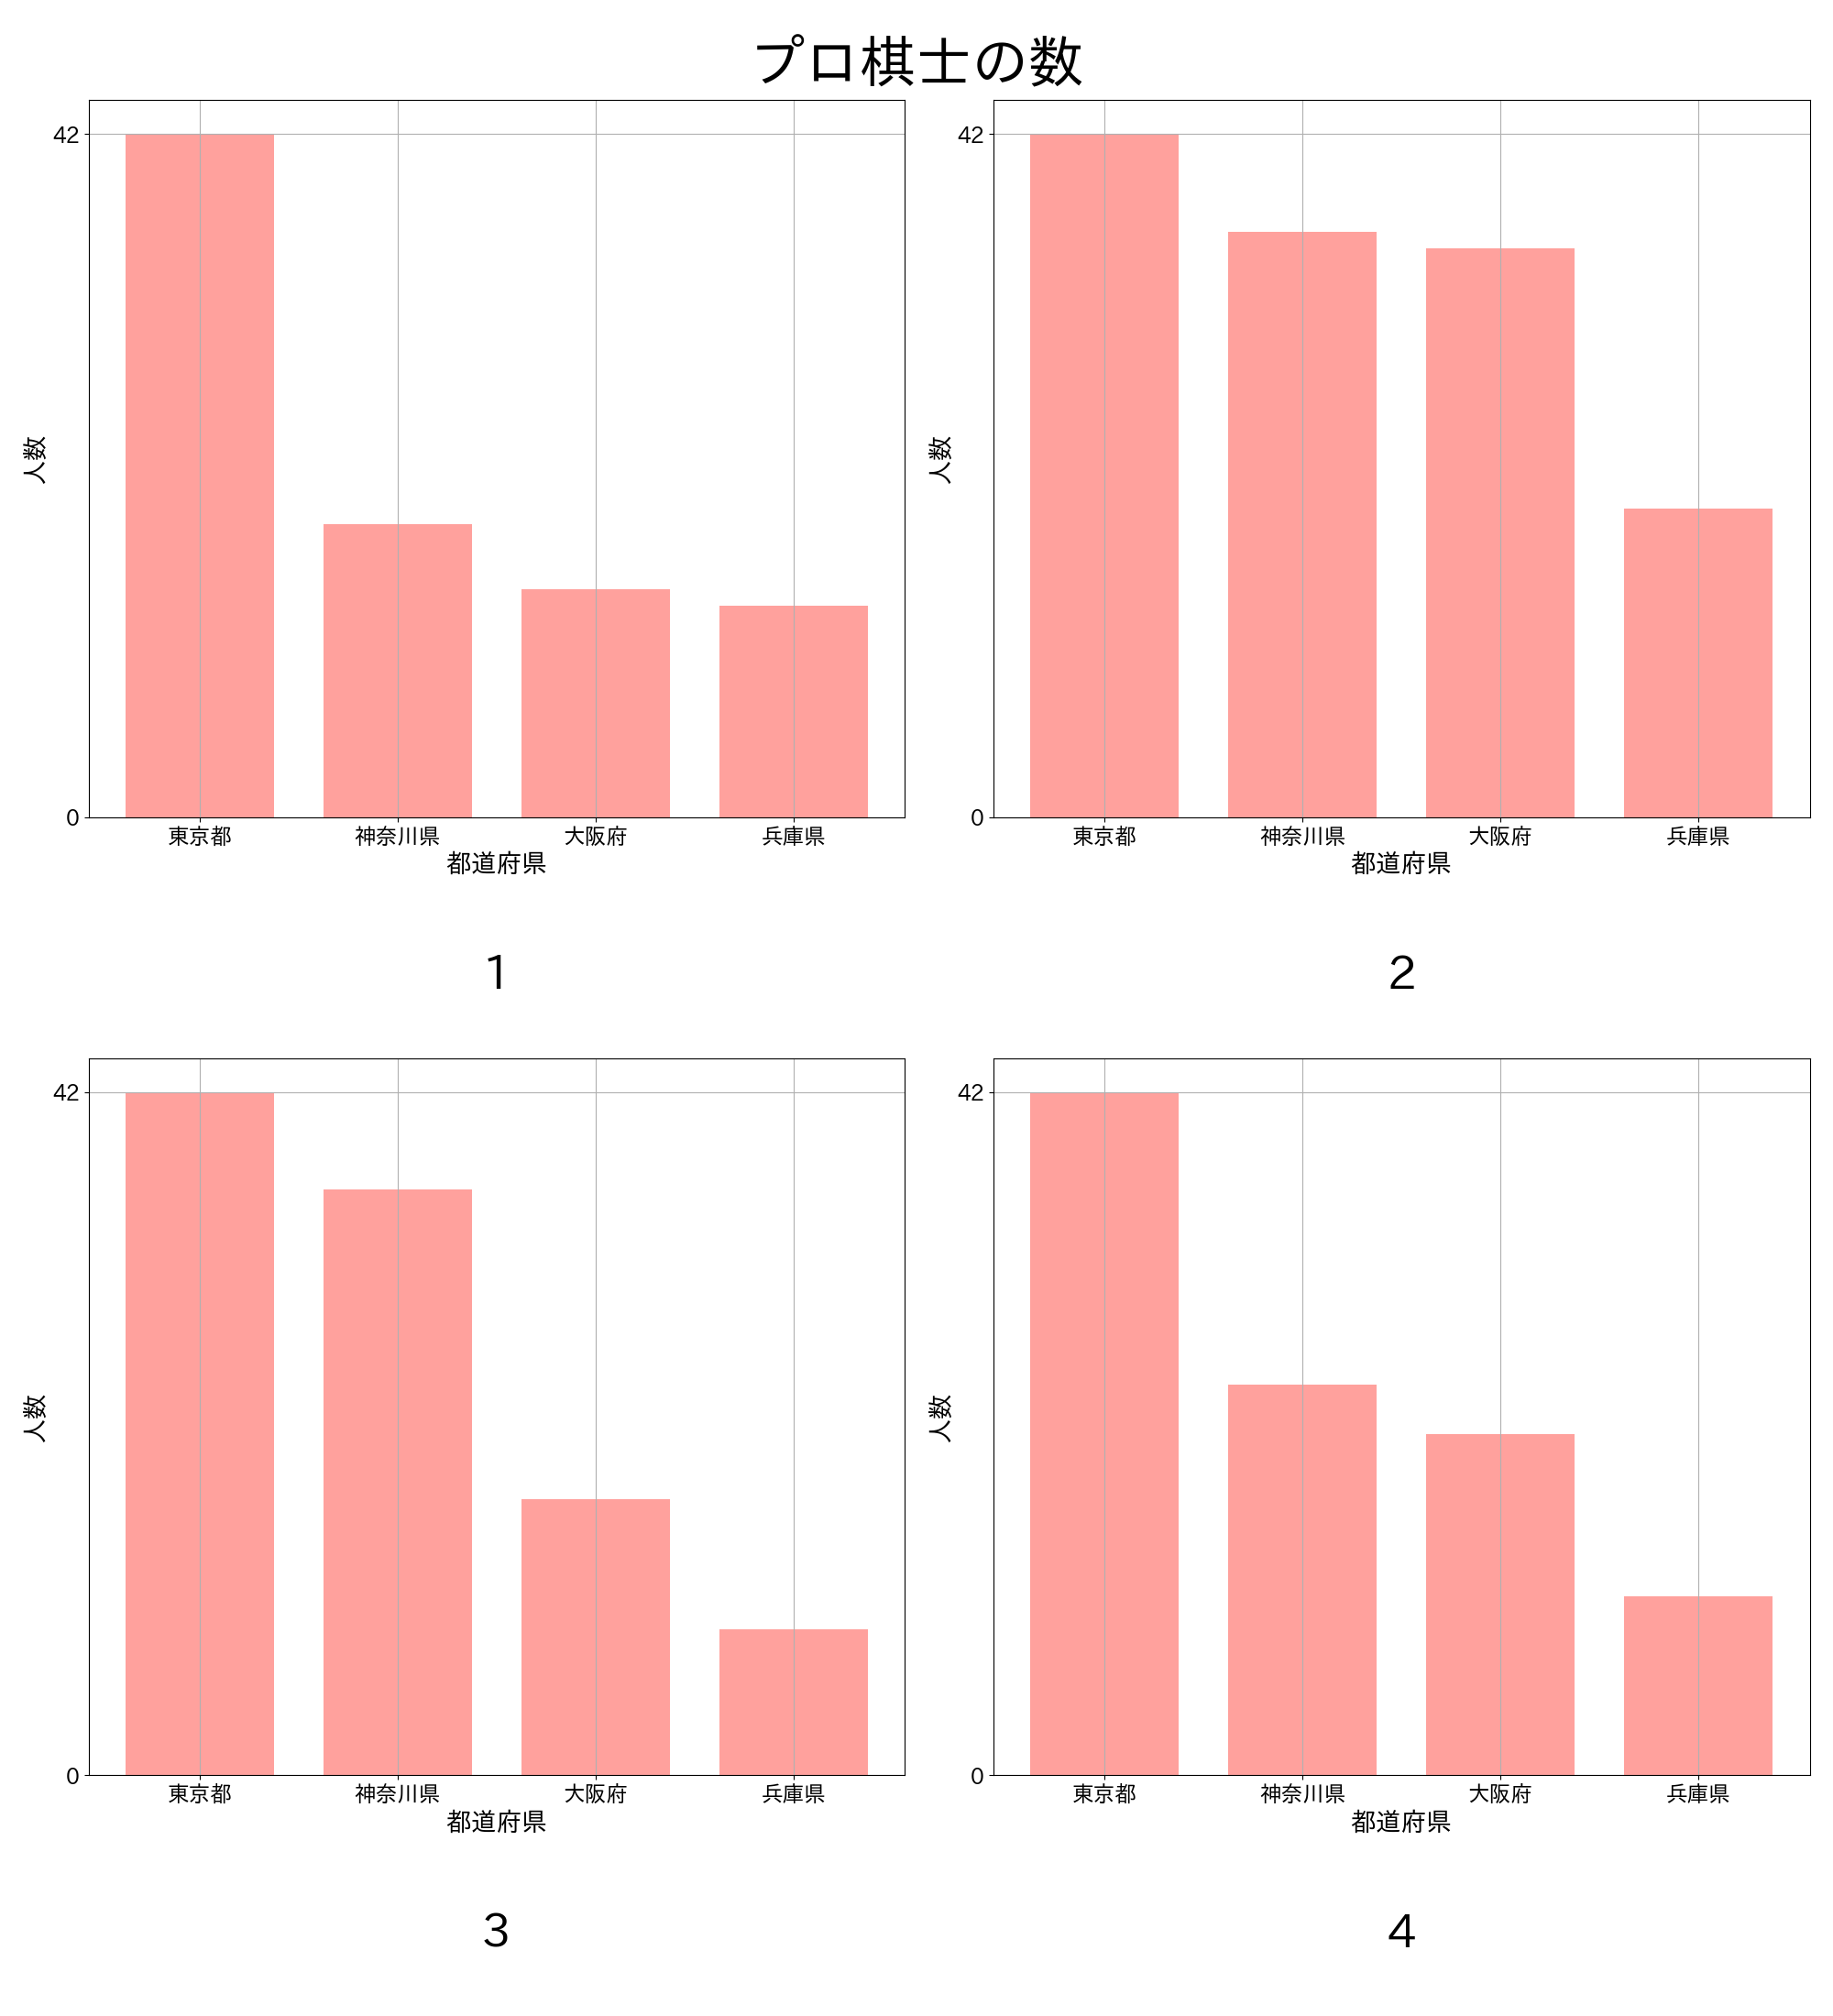 プロ棋士の数
42
0
人数
東京都 神奈川県 大阪府 兵庫県
都道府県
1
42
0
人数
東京都 神奈川県 大阪府 兵庫県
都道府県
2
42
0
人数
東京都 神奈川県 大阪府 兵庫県
都道府県
3
42
0
人数
東京都 神奈川県 大阪府 兵庫県
都道府県
4